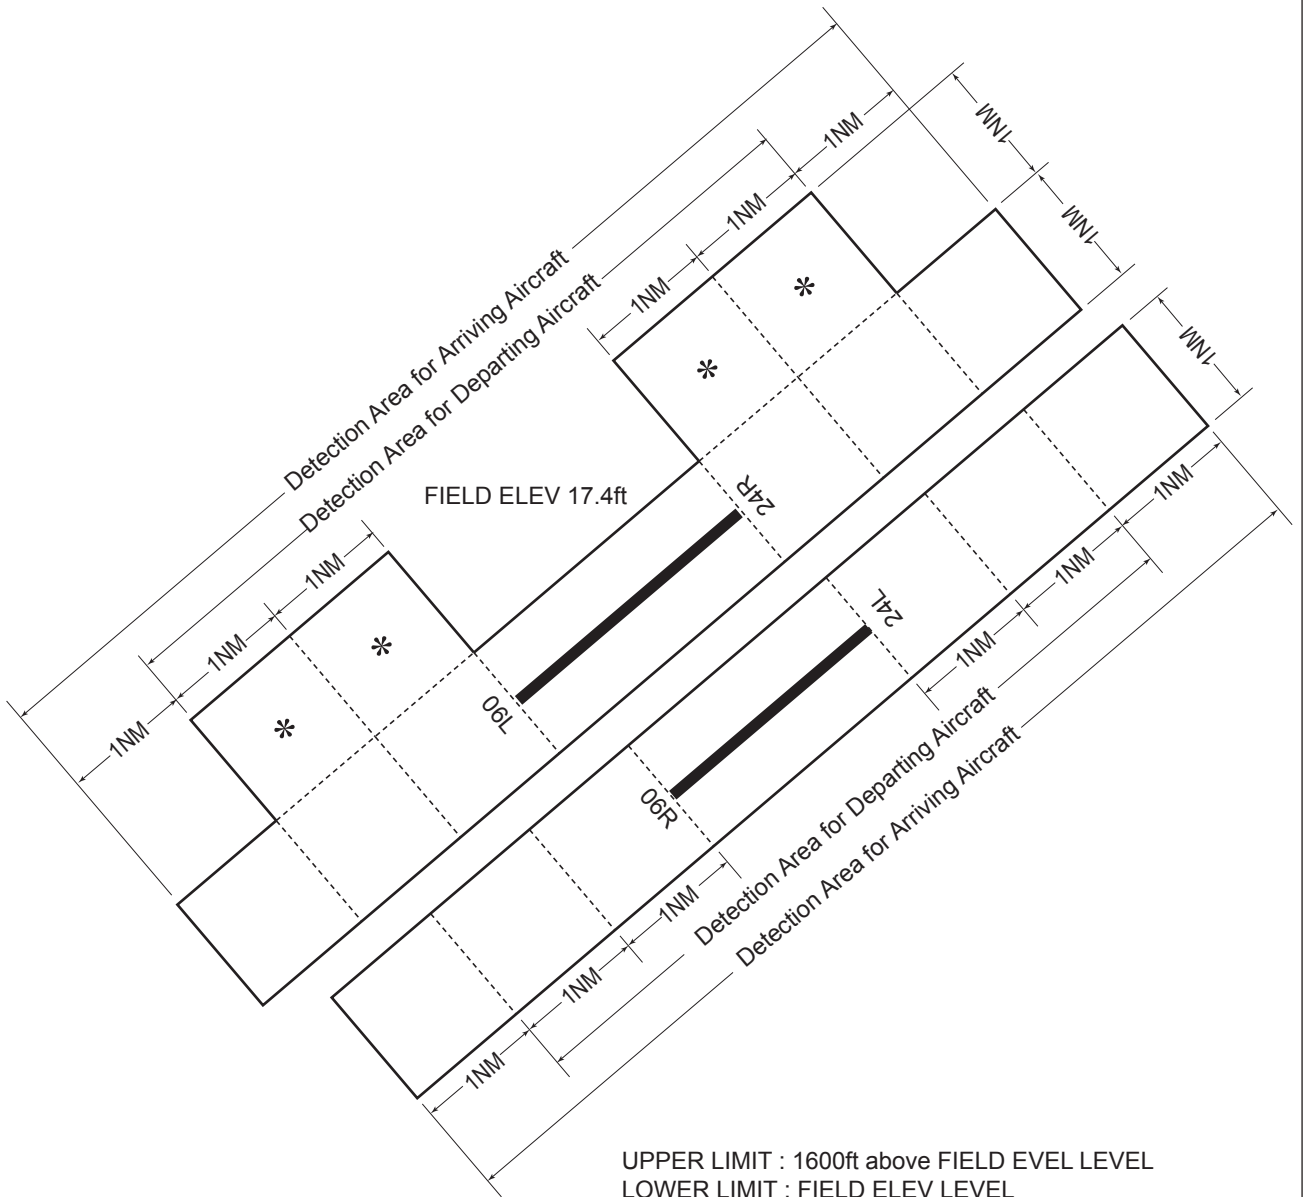 1NM
1NM
1NM
1NM
1NM
Detection Area for Arriving Aircraft
Detection Area for Departing Aircraft
1NM
*
*
1NM
FIELD ELEV 17.4ft
24R
1NM
1NM
1NM
1NM
*
*
06L
24L
1NM
1NM
06R
Detection Area for Departing Aircraft
Detection Area for Arriving Aircraft
1NM
1NM
1NM
UPPER LIMIT : 1600ft above FIELD EVEL LEVEL
LOWER LIMIT : FIELD ELEV LEVEL